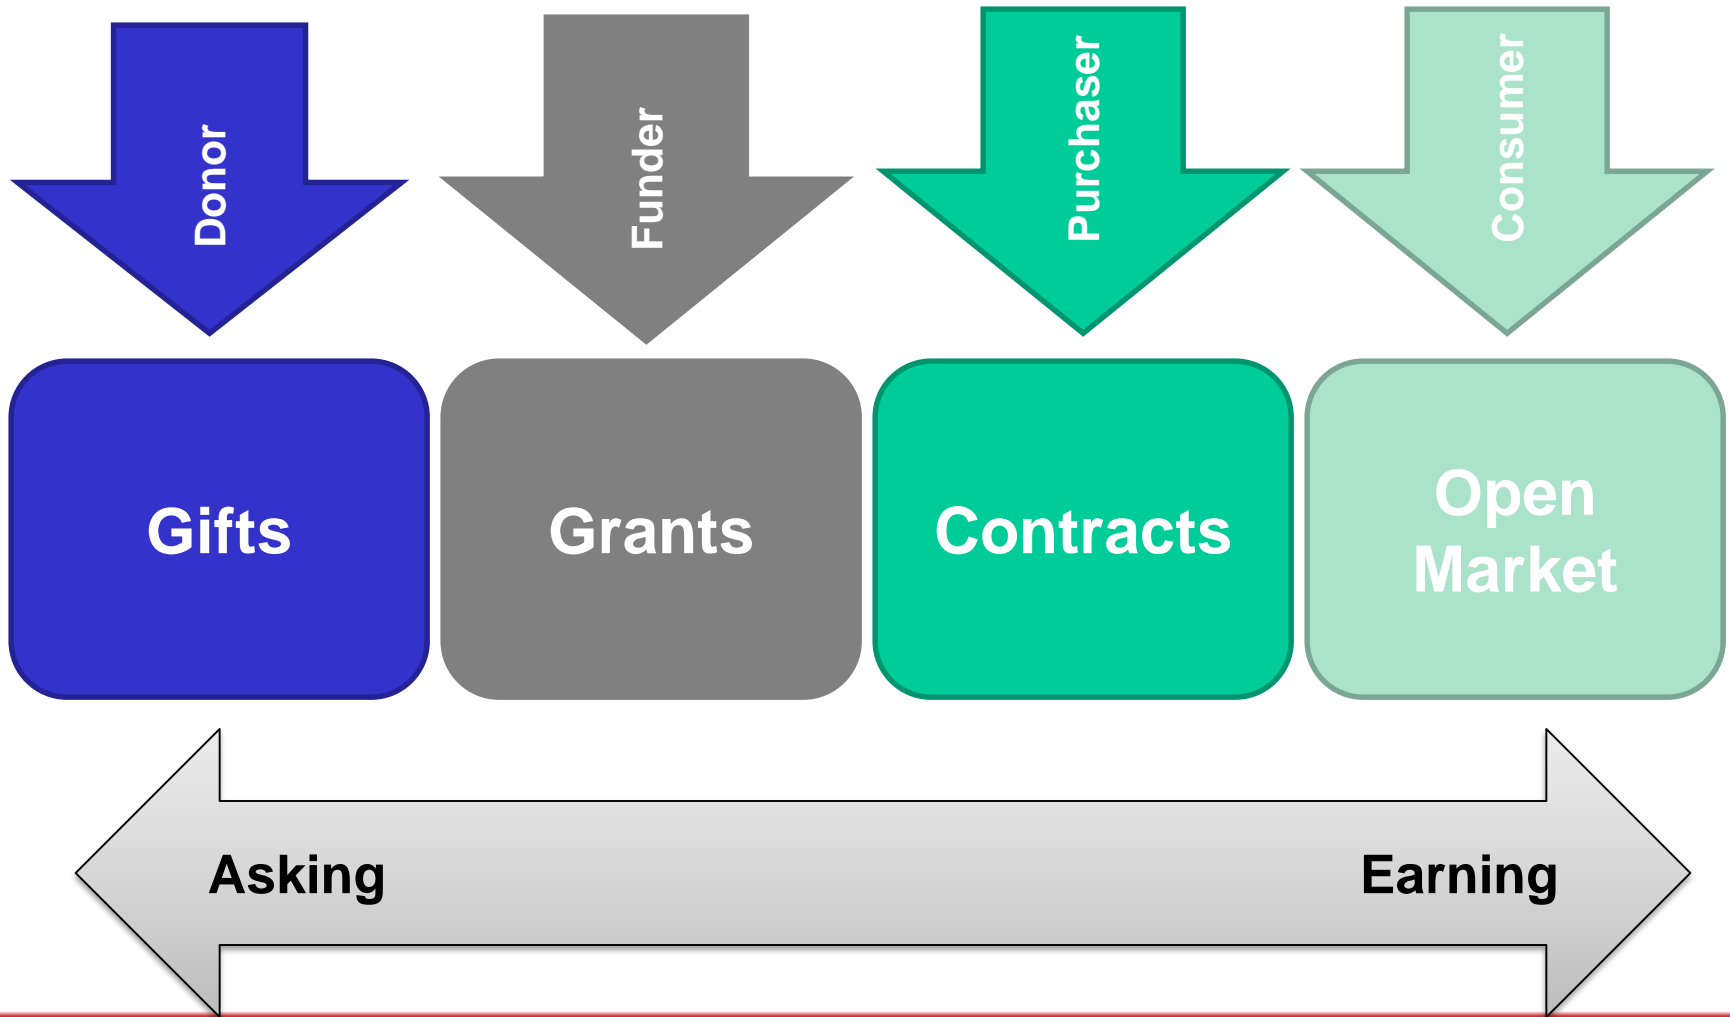 Donor
Funder
Purchaser
Consumer
Gifts
Grants
Contracts
Open
Market
Asking
Earning